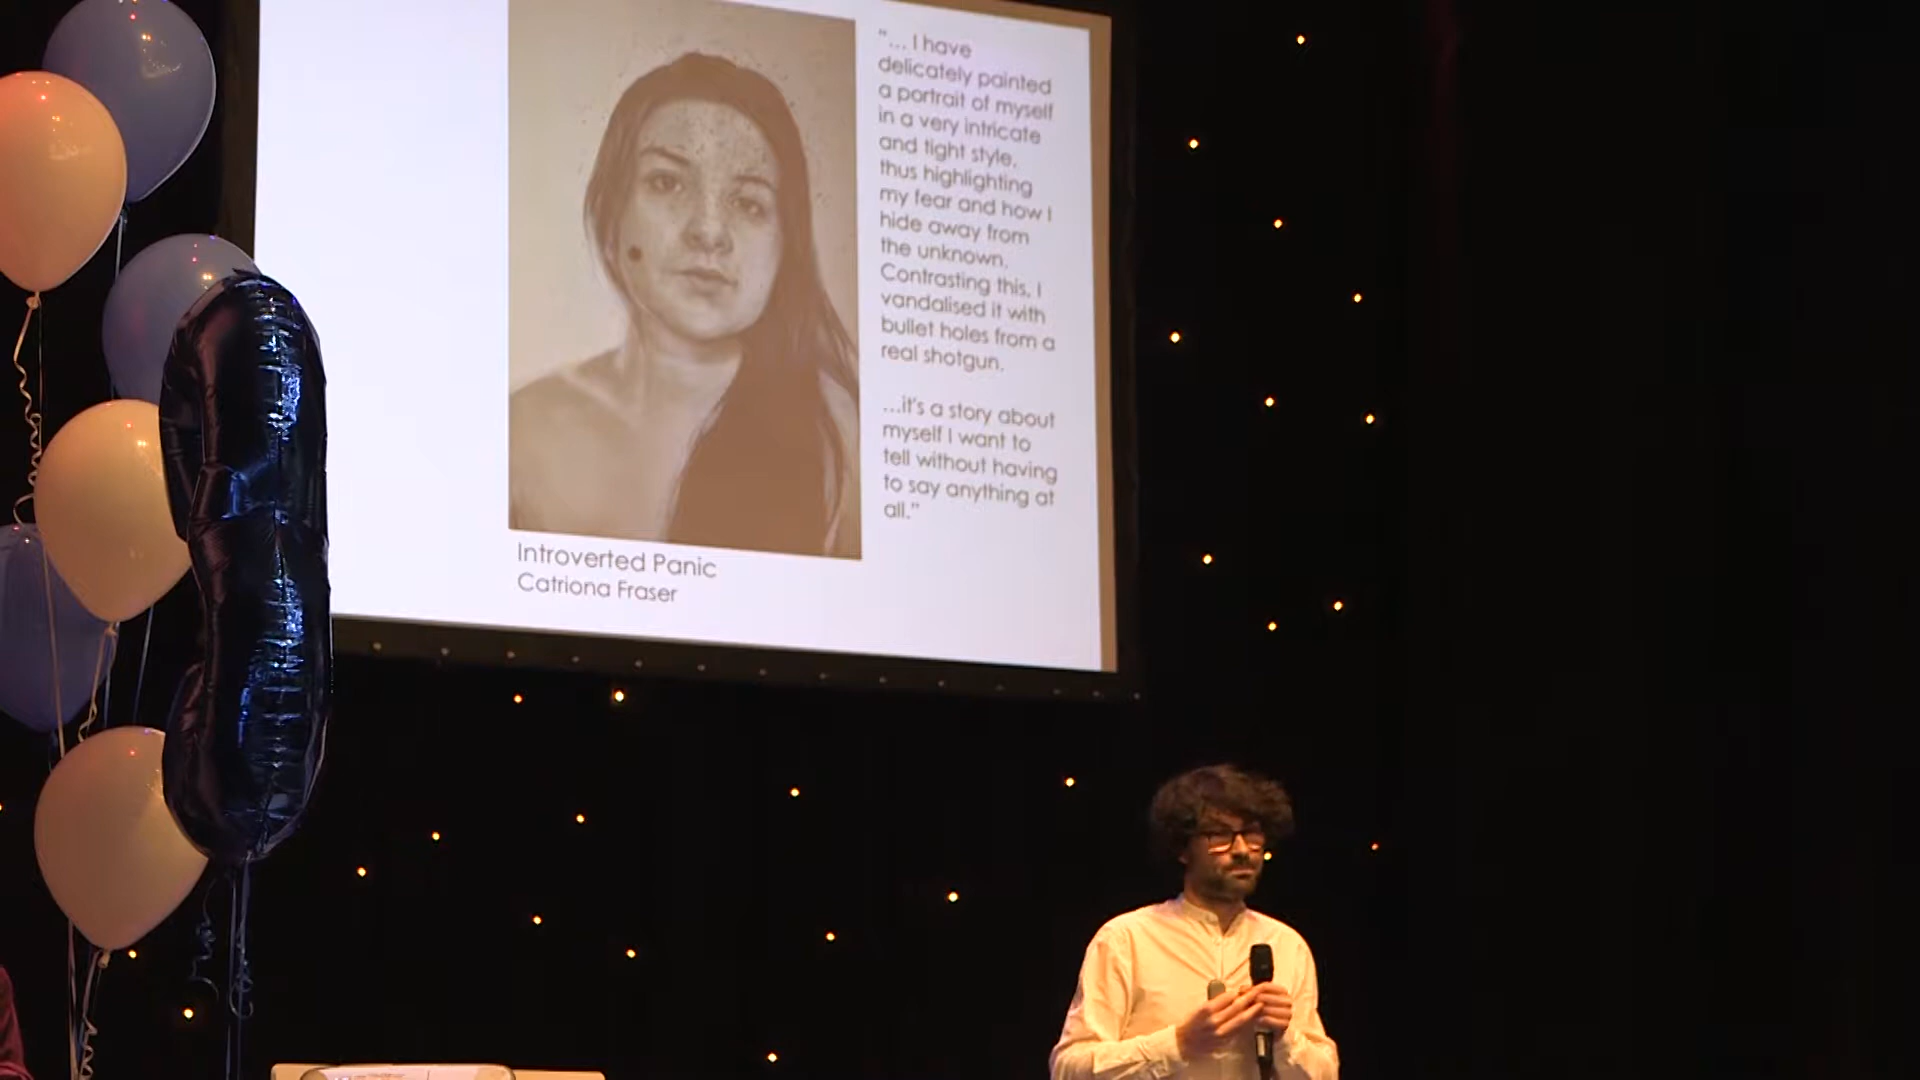 "... I have
delicately painted
a portrait of myself
in a very intricate
and tight style,
thus highlighting
my fear and how I
hide away from
the unknown.
Contrasting this, I
vandalised it with
bullet holes from a
real shotgun.
...it's a story about
myself I want to
tell without having
to say anything at
all."
Introverted Panic
Catriona Fraser